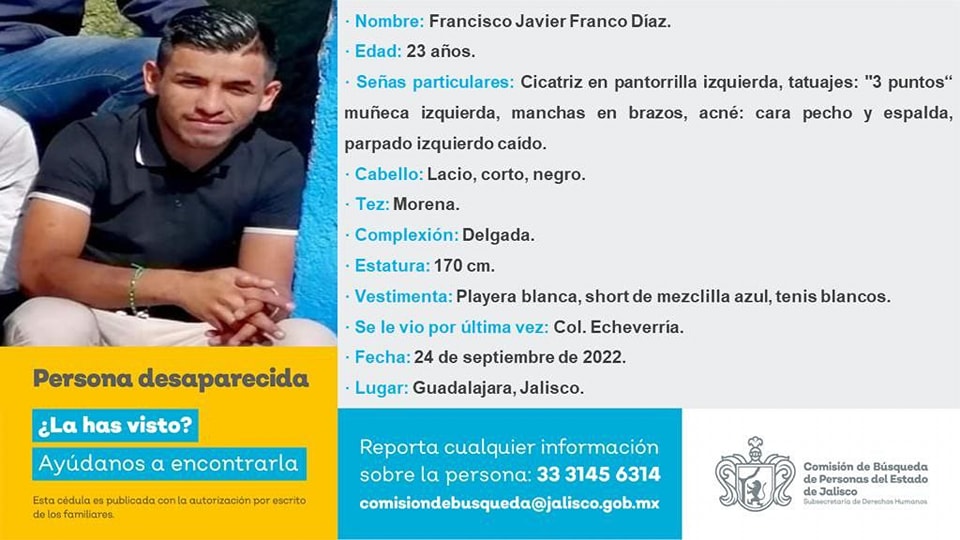 · Nombre: Francisco Javier Franco Díaz.
· Edad: 23 años.
· Señas particulares: Cicatriz en pantorrilla izquierda, tatuajes: "3 puntos“
muñeca izquierda, manchas en brazos, acné: cara pecho y espalda,
parpado izquierdo caído.
· Cabello: Lacio, corto, negro.
· Tez: Morena.
· Complexión: Delgada.
· Estatura: 170 cm.
· Vestimenta: Playera blanca, short de mezclilla azul, tenis blancos.
· Se le vio por última vez: Col. Echeverría.
· Fecha: 24 de septiembre de 2022.
· Lugar: Guadalajara, Jalisco.
Persona desaparecida
¿La has visto?
Ayúdanos a encontrarla
Esta cédula es publicada con la autorización por escrito
de los familiares.
Reporta cualquier información
sobre la persona: 33 3145 6314
comisiondebusqueda@jalisco.gob.mx
Comisión de Búsqueda
de Personas del Estado
de Jalisco
Subsecretaría de Derechos Humanos